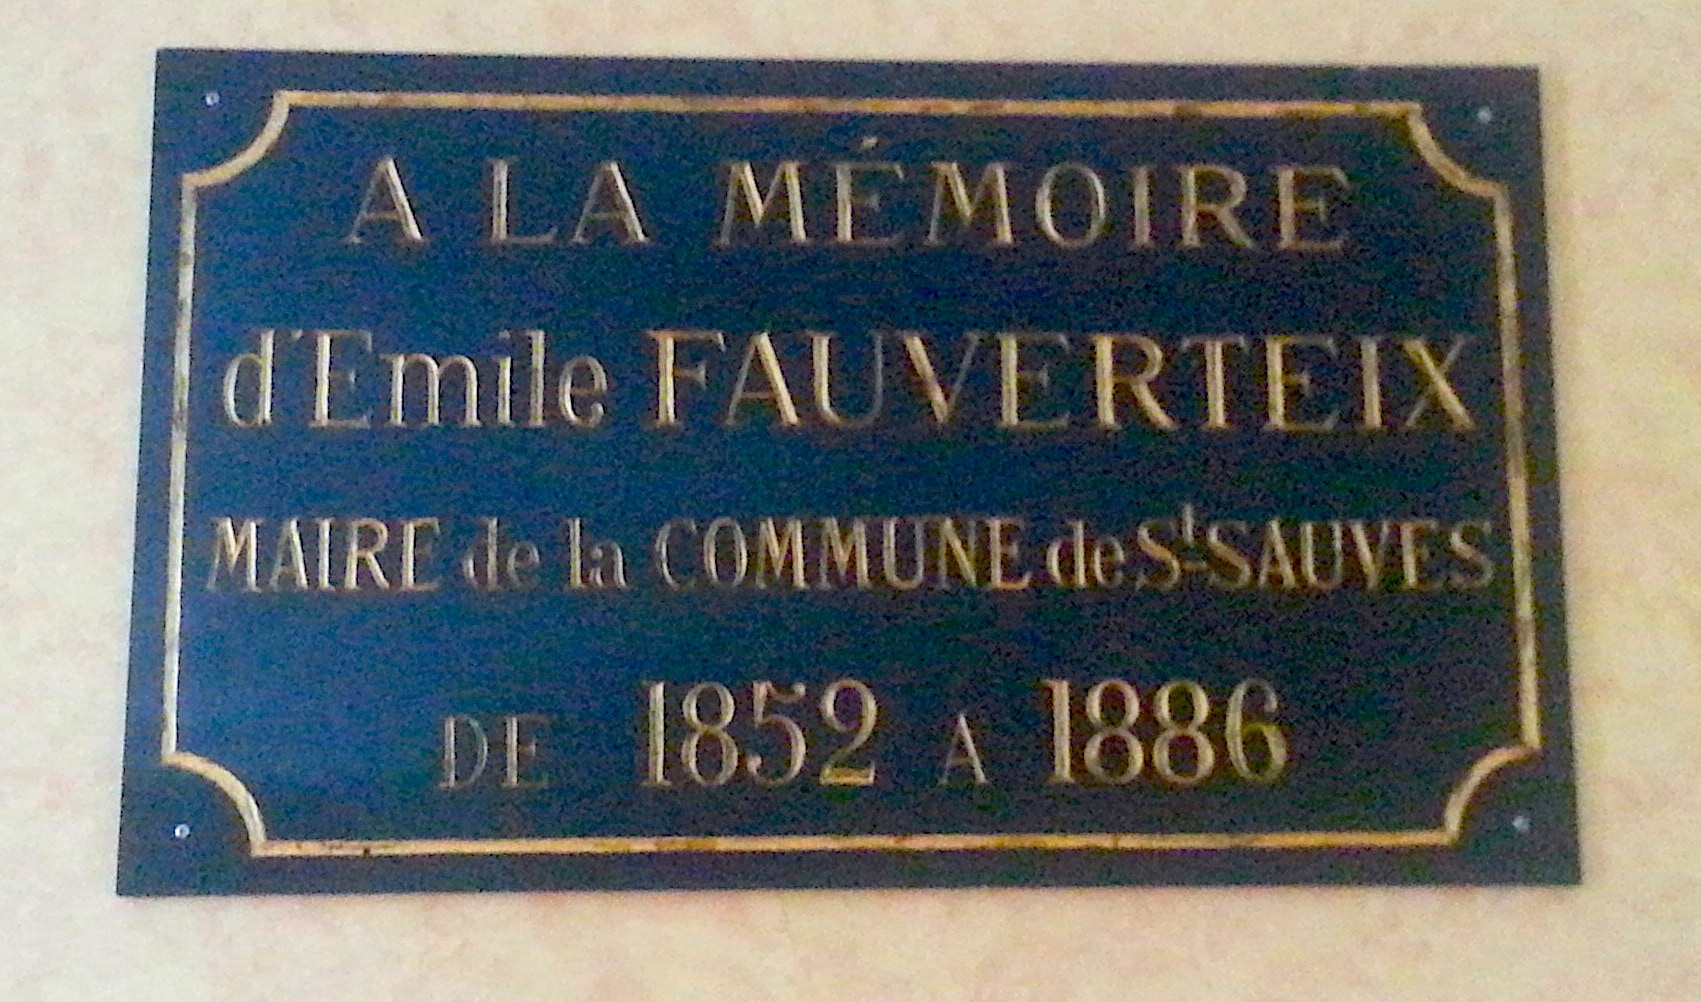 A LA MÉMOIRE
d'Emile FAUVERTEIX
MAIRE de la COMMUNE de St-SAUVES
DE 1852 A 1886